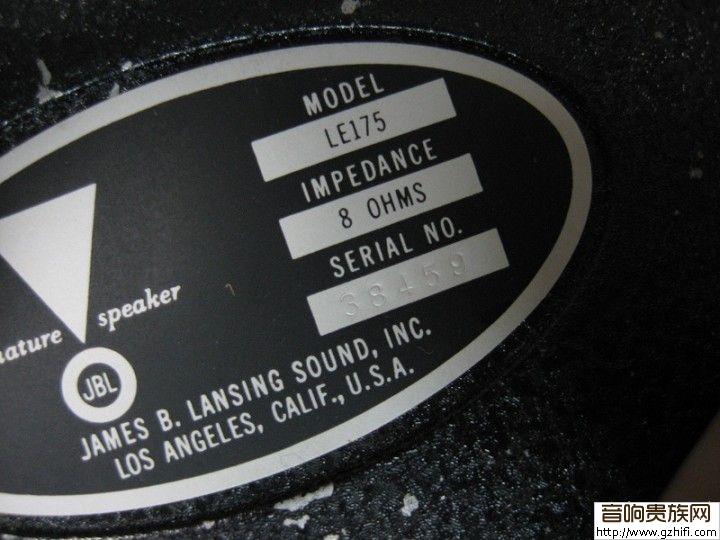 MODEL
LE175
IMPEDANCE
8 OHMS
SERIAL NO.
38459
speaker
JBL
JAMES B. LANSING SOUND, INC.
LOS ANGELES, CALIF., U.S.A.
音响贵族网
http://www.gzhifi.com